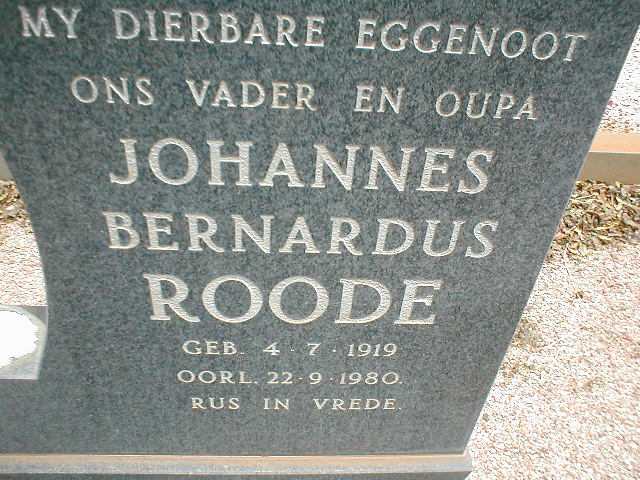 MY DIERBARE EGGENOOT
ONS VADER EN OUPA
JOHANNES
BERNARDUS
ROODE
GEB. 4·7·1919
OORL. 22·9·1980.
RUS IN VREDE.